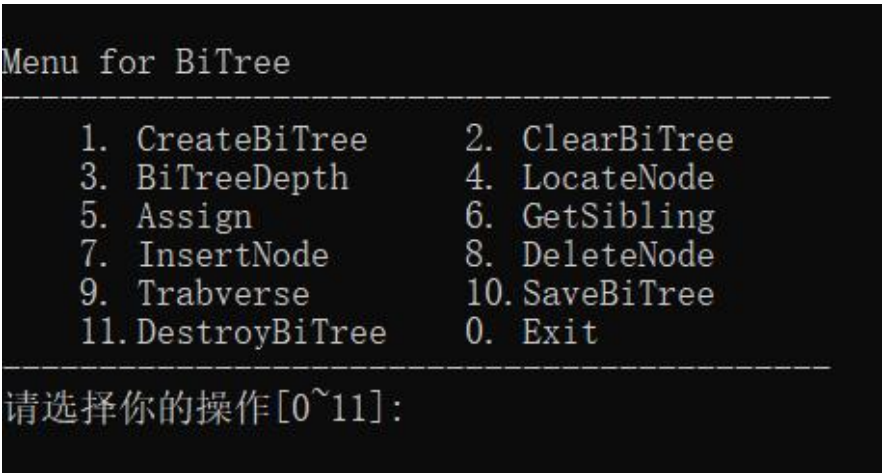 Menu for BiTree
-------------------------------------------
1. CreateBiTree 2. ClearBiTree
3. BiTreeDepth 4. LocateNode
5. Assign 6. GetSibling
7. InsertNode 8. DeleteNode
9. Trabverse 10.SaveBiTree
11.DestroyBiTree 0. Exit
-------------------------------------------
请选择你的操作[0~11]: